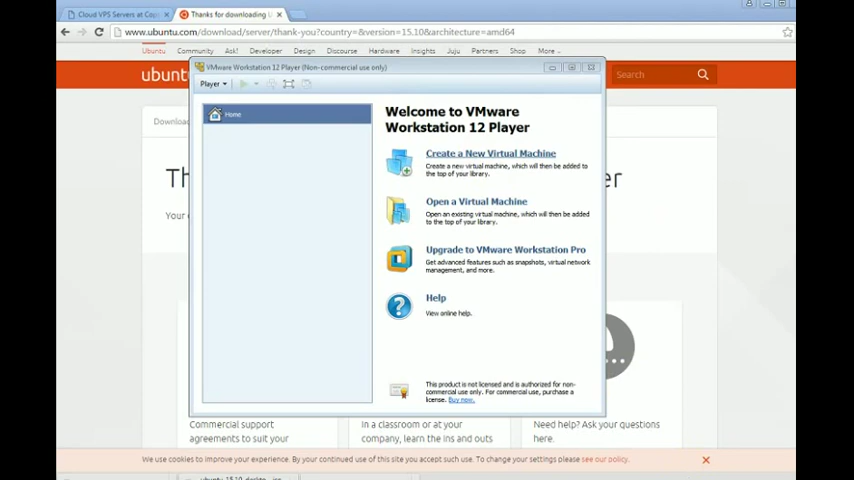 Cloud VPS Servers at Cop
Thanks for downloading U
www.ubuntu.com/download/server/thank-you?country=&version=15.10&architecture=amd64
Ubuntu Community Ask! Developer Design Discourse Hardware Insights Juju Partners Shop More
VMware Workstation 12 Player (Non-commercial use only)
ubunt
Search
Player
Home
Downloa
Th
er
Your
Welcome to VMware
Workstation 12 Player
Create a New Virtual Machine
Create a new virtual machine, which will then be added to
the top of your library.
Open a Virtual Machine
Open an existing virtual machine, which will then be added
to the top of your library.
Upgrade to VMware Workstation Pro
Get advanced features such as snapshots, virtual network
management, and more.
Help
View online help.
This product is not licensed and is authorized for non-
commercial use only. For commercial use, purchase a
license. Buy now.
Commercial support
agreements to suit your
In a classroom or at your
company, learn the ins and outs
Need help? Ask your questions
here.
We use cookies to improve your experience. By your continued use of this site you accept such use. To change your settings please see our policy.